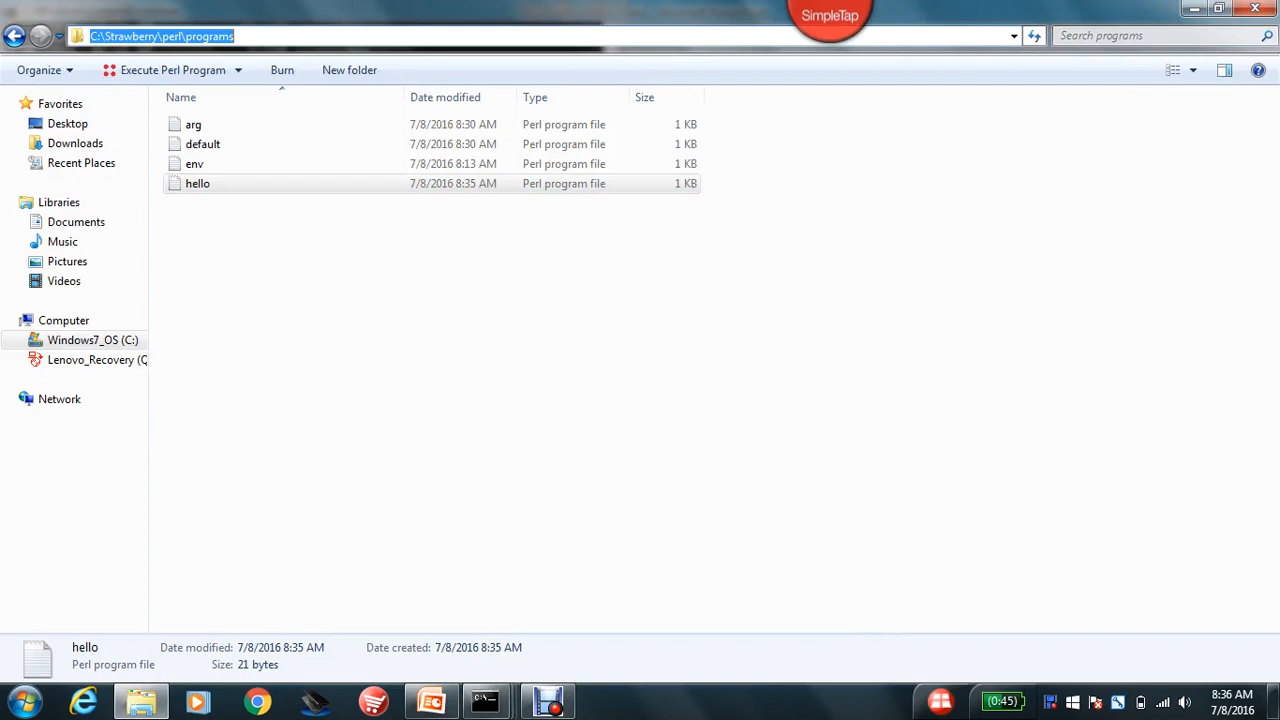 SimpleTap
C:\Strawberry\perl\programs
Search programs
Organize
Execute Perl Program
Burn
New folder
Name
Date modified
Type
Size
Favorites
Desktop
Downloads
Recent Places
Libraries
Documents
Music
Pictures
Videos
Computer
Windows7_OS (C:)
Lenovo_Recovery (Q
Network
arg 7/8/2016 8:30 AM Perl program file 1 KB
default 7/8/2016 8:30 AM Perl program file 1 KB
env 7/8/2016 8:13 AM Perl program file 1 KB
hello 7/8/2016 8:35 AM Perl program file 1 KB
hello Date modified: 7/8/2016 8:35 AM Date created: 7/8/2016 8:35 AM
Perl program file Size: 21 bytes
(0:45)
8:36 AM
7/8/2016